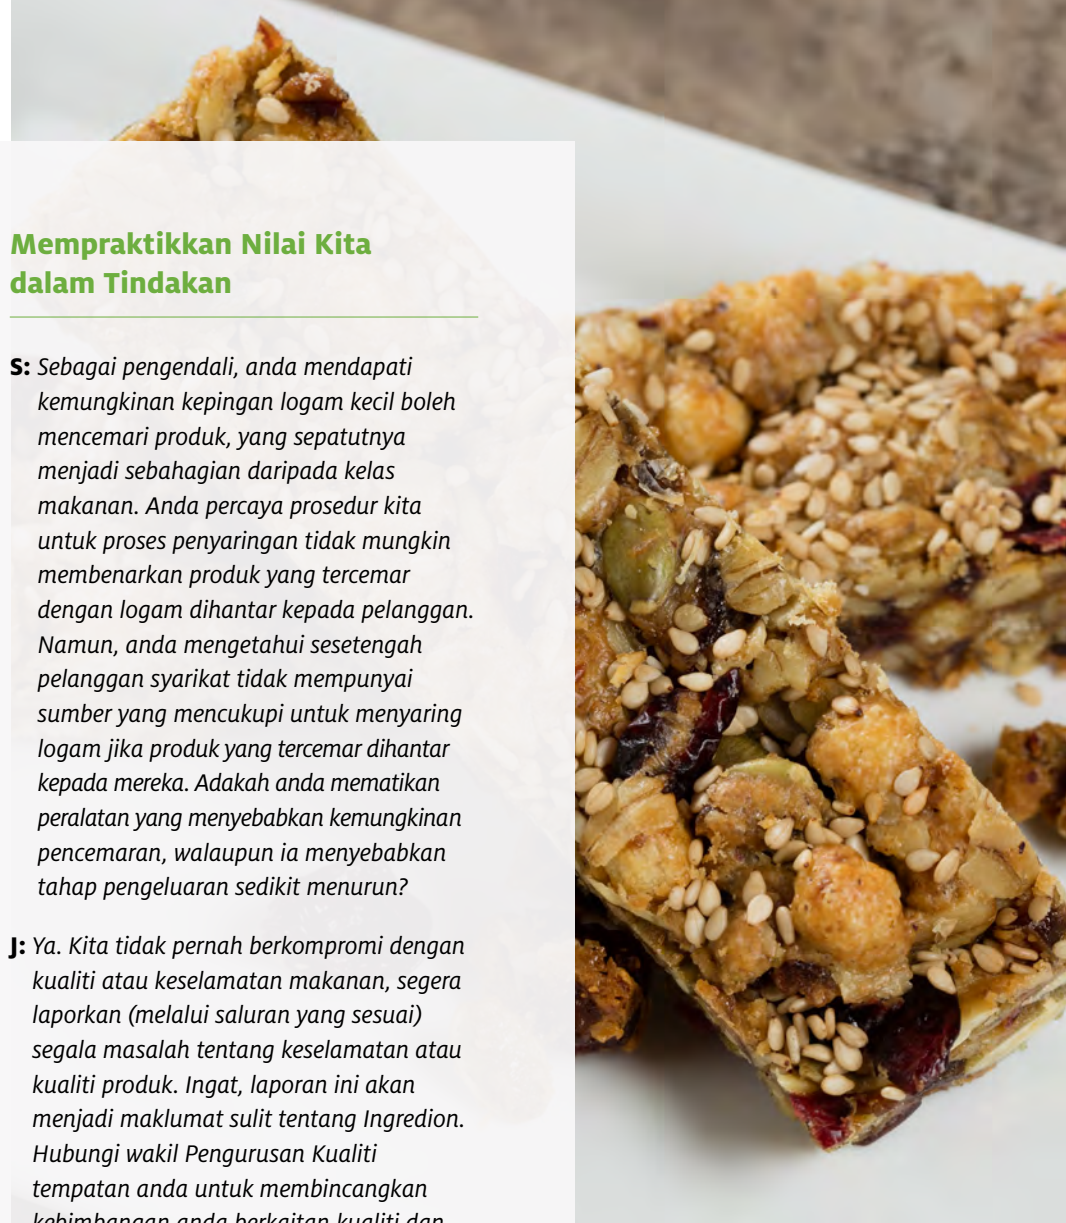 Mempraktikkan Nilai Kita
dalam Tindakan
S: Sebagai pengendali, anda mendapati
kemungkinan kepingan logam kecil boleh
mencemari produk, yang sepatutnya
menjadi sebahagian daripada kelas
makanan. Anda percaya prosedur kita
untuk proses penyaringan tidak mungkin
membenarkan produk yang tercemar
dengan logam dihantar kepada pelanggan.
Namun, anda mengetahui sesetengah
pelanggan syarikat tidak mempunyai
sumber yang mencukupi untuk menyaring
logam jika produk yang tercemar dihantar
kepada mereka. Adakah anda mematikan
peralatan yang menyebabkan kemungkinan
pencemaran, walaupun ia menyebabkan
tahap pengeluaran sedikit menurun?
J: Ya. Kita tidak pernah berkompromi dengan
kualiti atau keselamatan makanan, segera
laporkan (melalui saluran yang sesuai)
segala masalah tentang keselamatan atau
kualiti produk. Ingat, laporan ini akan
menjadi maklumat sulit tentang Ingredion.
Hubungi wakil Pengurusan Kualiti
tempatan anda untuk membincangkan
kebimbangan anda berkaitan kualiti dan